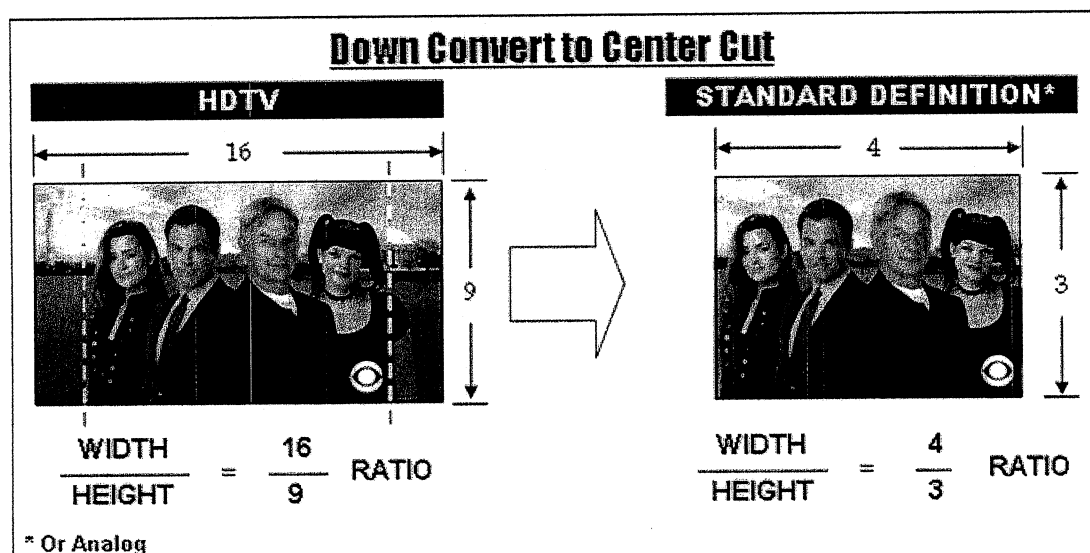 Down Convert to Center Cut
HDTV
16
9
WIDTH
HEIGHT
=
16
9
RATIO
STANDARD DEFINITION*
4
3
WIDTH
HEIGHT
=
4
3
RATIO
* Or Analog